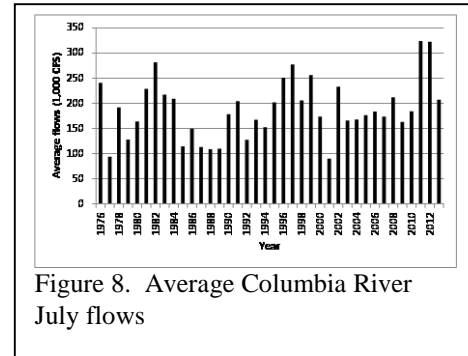 350
300
250
200
150
100
50
0
Average flows (1,000 CFS)
1976 1978 1980 1982 1984 1986 1988 1990 1992 1994 1996 1998 2000 2002 2004 2006 2008 2010 2012
Year
Figure 8.  Average Columbia River
July flows